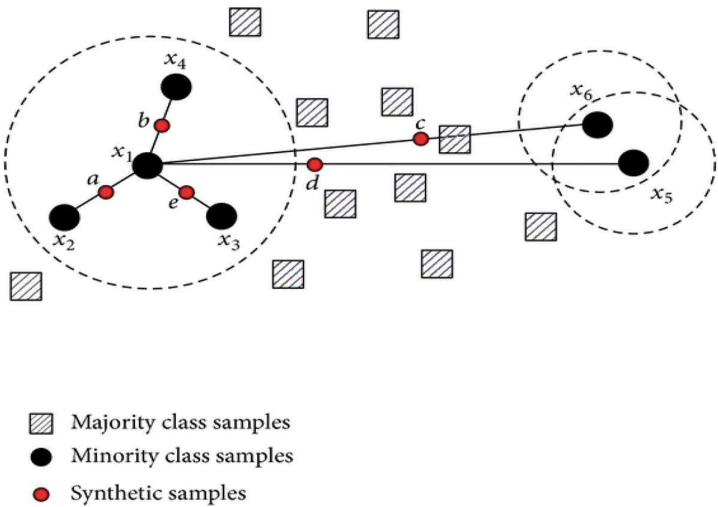 x4
x6
b
c
x1
a
d
e
x5
x2
x3
Majority class samples
Minority class samples
Synthetic samples